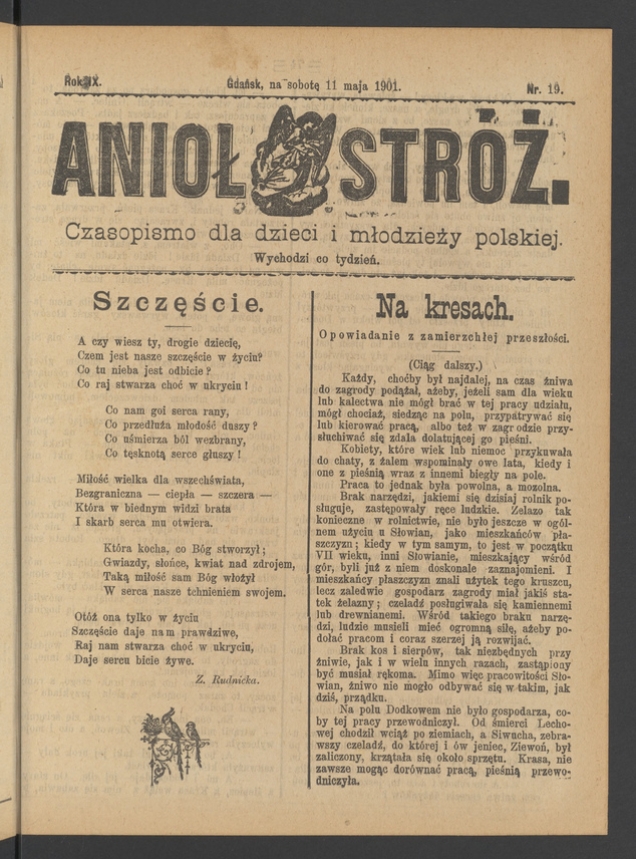 Rok IX.
Gdańsk, na sobotę 11 maja 1901.
Nr. 19.
ANIOŁ STRÓŻ.
Czasopismo dla dzieci i młodzieży polskiej.
Wychodzi co tydzień.
Szczęście.
A czy wiesz ty, drogie dziecię,
Czem jest nasze szczęście w życiu?
Co tu nieba jest odbicie?
Co raj stwarza choć w ukryciu!
Co nam goi serca rany,
Co przedłuża młodość duszy?
Co uśmierza ból wezbrany,
Co tęsknotą serce głuszy!
Miłość wielka dla wszechświata,
Bezgraniczna — ciepła — szczera —
Która w biednym widzi brata
I skarb serca mu otwiera.
Która kocha, co Bóg stworzył;
Gwiazdy, słońce, kwiat nad zdrojem,
Taką miłość sam Bóg włożył
W serca nasze tchnieniem swojem.
Otóż ona tylko w życiu
Szczęście daje nam prawdziwe,
Raj nam stwarza choć w ukryciu,
Daje sercu bicie żywe.
Z. Rudnicka.
Na kresach.
Opowiadanie z zamierzchłej przeszłości.
(Ciąg dalszy.)
Każdy, choćby był najdalej, na czas żniwa
do zagrody podążał, ażeby, jeżeli sam dla wieku
lub kalectwa nie mógł brać w tej pracy udziału,
mógł chociaż, siedząc na polu, przypatrywać się
lub kierować pracą, albo też w zagrodzie przy-
słuchiwać się zdala dolatującej go pieśni.
Kobiety, które wiek lub niemoc przykuwała
do chaty, z żalem wspominały owe lata, kiedy i
one z pieśnią wraz z innemi biegły na pole.
Praca to jednak była powolna, a mozolna.
Brak narzędzi, jakiemi się dzisiaj rolnik po-
sługuje, zastępowały ręce ludzkie. Żelazo tak
konieczne w rolnictwie, nie było jeszcze w ogól-
nem użyciu u Słowian, jako mieszkańców pła-
szczyzn; kiedy w tym samym, to jest w początku
VII wieku, inni Słowianie, mieszkający wśród
gór, byli już z niem doskonale zaznajomieni. I
mieszkańcy płaszczyzn znali użytek tego kruszcu,
lecz zaledwie gospodarz zagrody miał jakiś sta-
tek żelazny; czeladź posługiwała się kamiennemi
lub drewnianemi. Wśród takiego braku narzę-
dzi, ludzie musieli mieć ogromną siłę, ażeby po-
dołać pracom i coraz szerzej ją rozwijać.
Brak kos i sierpów, tak niezbędnych przy
żniwie, jak i w wielu innych razach, zastąpiony
być musiał rękoma. Mimo więc pracowitości Sło-
wian, żniwo nie mogło odbywać się w takim, jak
dziś, prządku.
Na polu Dodkowem nie było gospodarza, co-
by tej pracy przewodniczył. Od śmierci Lecho-
wej chodził wciąż po ziemiach, a Siwucha, zebra-
wszy czeladź, do której i ów jeniec, Ziewoń, był
zaliczony, krzątała się około sprzętu. Krasa, nie
zawsze mogąc dorównać pracą, pieśnią przewo-
dniczyła.